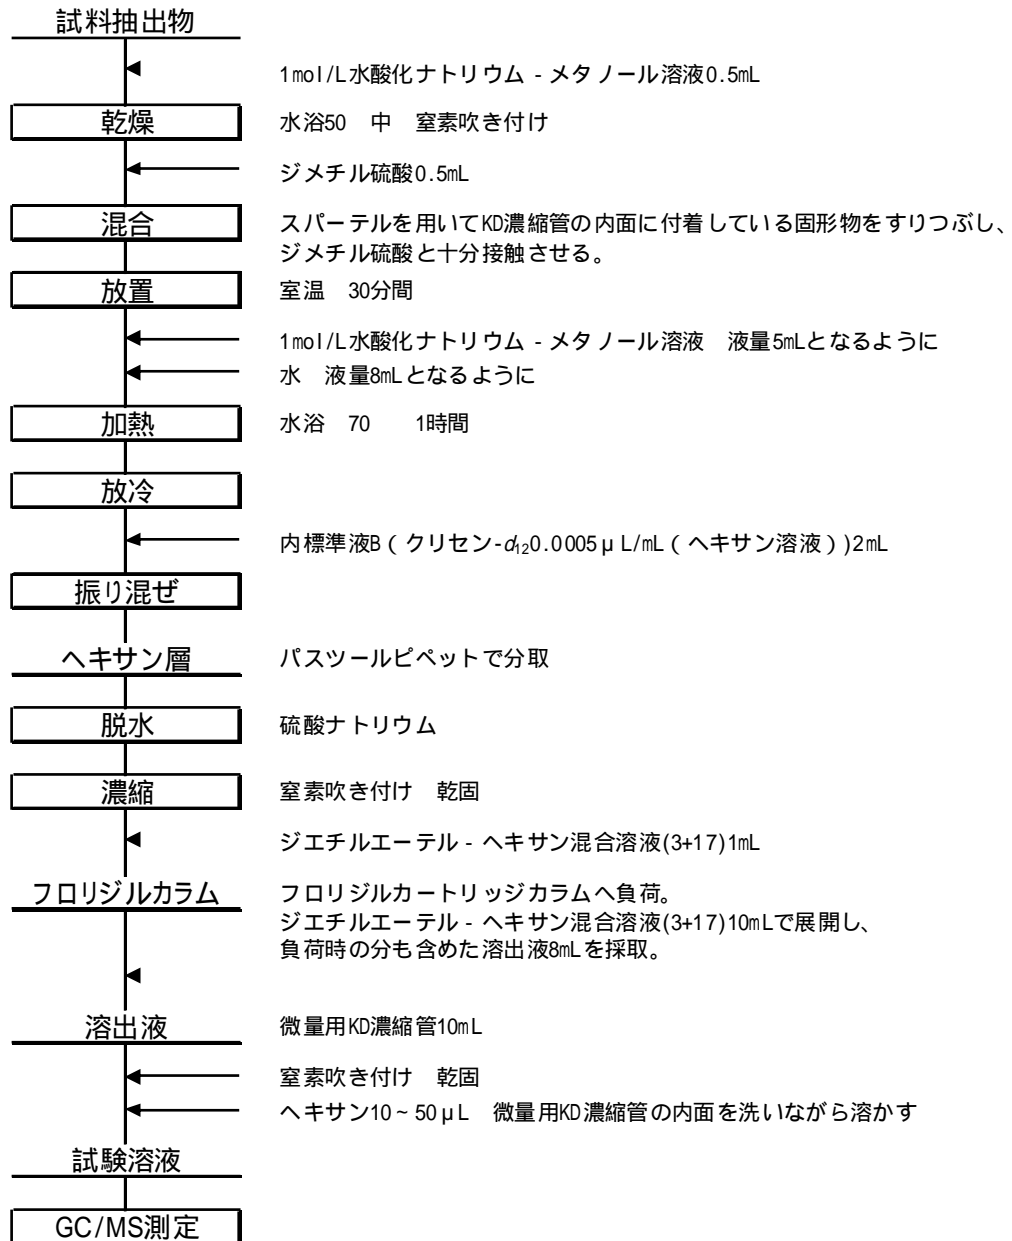 試料抽出物
1mol/L水酸化ナトリウム - メタノール溶液0.5mL
乾燥 水浴50　中　窒素吹き付け
ジメチル硫酸0.5mL
混合 スパーテルを用いてKD濃縮管の内面に付着している固形物をすりつぶし、
ジメチル硫酸と十分接触させる。
放置 室温　30分間
1mol/L水酸化ナトリウム - メタノール溶液　液量5mLとなるように
水　液量8mLとなるように
加熱 水浴　70　　1時間
放冷
内標準液B ( クリセン-d12 0.0005μL/mL ( ヘキサン溶液 ) )2mL
振り混ぜ
ヘキサン層 パスツールピペットで分取
脱水 硫酸ナトリウム
濃縮 窒素吹き付け　乾固
ジエチルエーテル - ヘキサン混合溶液(3+17)1mL
フロリジルカラム フロリジルカートリッジカラムへ負荷。
ジエチルエーテル - ヘキサン混合溶液(3+17)10mLで展開し、
負荷時の分も含めた溶出液8mLを採取。
溶出液 微量用KD濃縮管10mL
窒素吹き付け　乾固
ヘキサン10～50μL　微量用KD濃縮管の内面を洗いながら溶かす
試験溶液
GC/MS測定